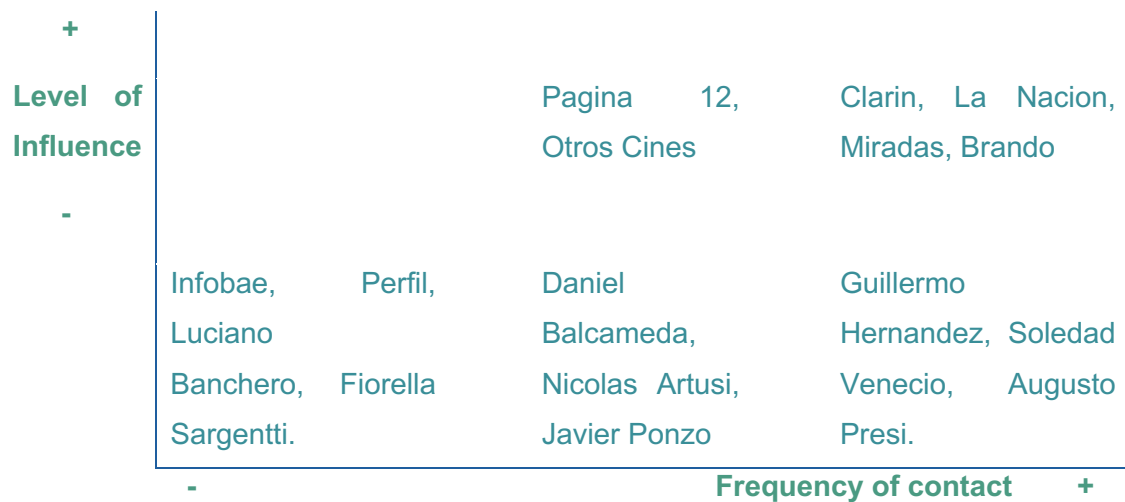 +
Level of
Influence
-
Pagina 12,
Otros Cines
Clarin, La Nacion,
Miradas, Brando
Infobae, Perfil,
Luciano
Banchero, Fiorella
Sargentti.
Daniel
Balcameda,
Nicolas Artusi,
Javier Ponzo
Guillermo
Hernandez, Soledad
Venecio, Augusto
Presi.
- Frequency of contact +